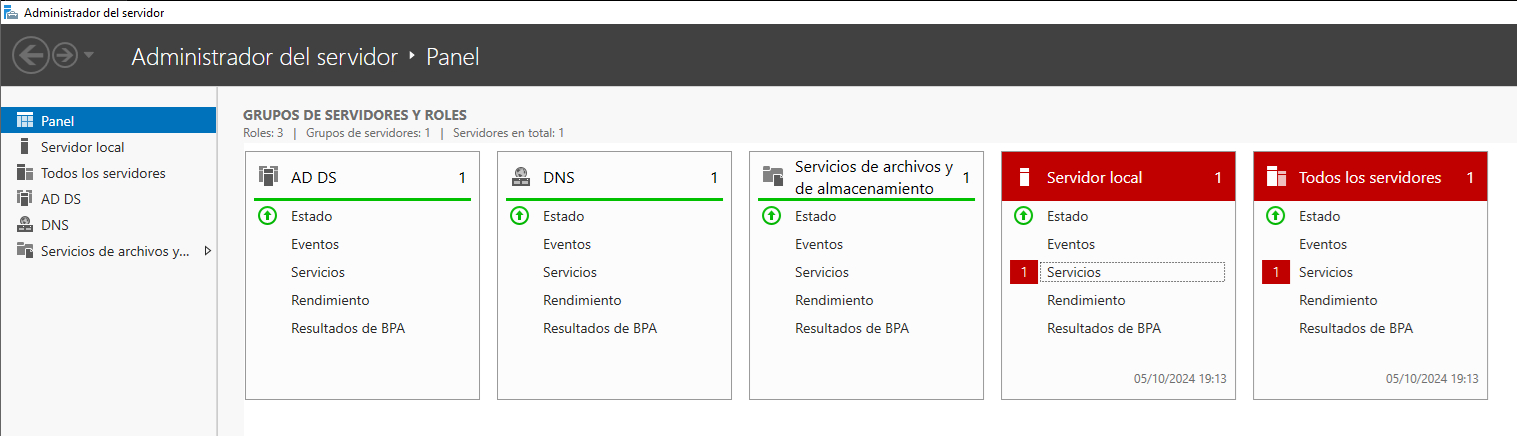 Administrador del servidor
Administrador del servidor ‣ Panel
Panel
Servidor local
Todos los servidores
AD DS
DNS
Servicios de archivos y...
GRUPOS DE SERVIDORES Y ROLES
Roles: 3 | Grupos de servidores: 1 | Servidores en total: 1
AD DS 1
Estado
Eventos
Servicios
Rendimiento
Resultados de BPA
DNS 1
Estado
Eventos
Servicios
Rendimiento
Resultados de BPA
Servicios de archivos y
de almacenamiento 1
Estado
Eventos
Servicios
Rendimiento
Resultados de BPA
Servidor local 1
Estado
Eventos
1 Servicios
Rendimiento
Resultados de BPA
05/10/2024 19:13
Todos los servidores 1
Estado
Eventos
1 Servicios
Rendimiento
Resultados de BPA
05/10/2024 19:13